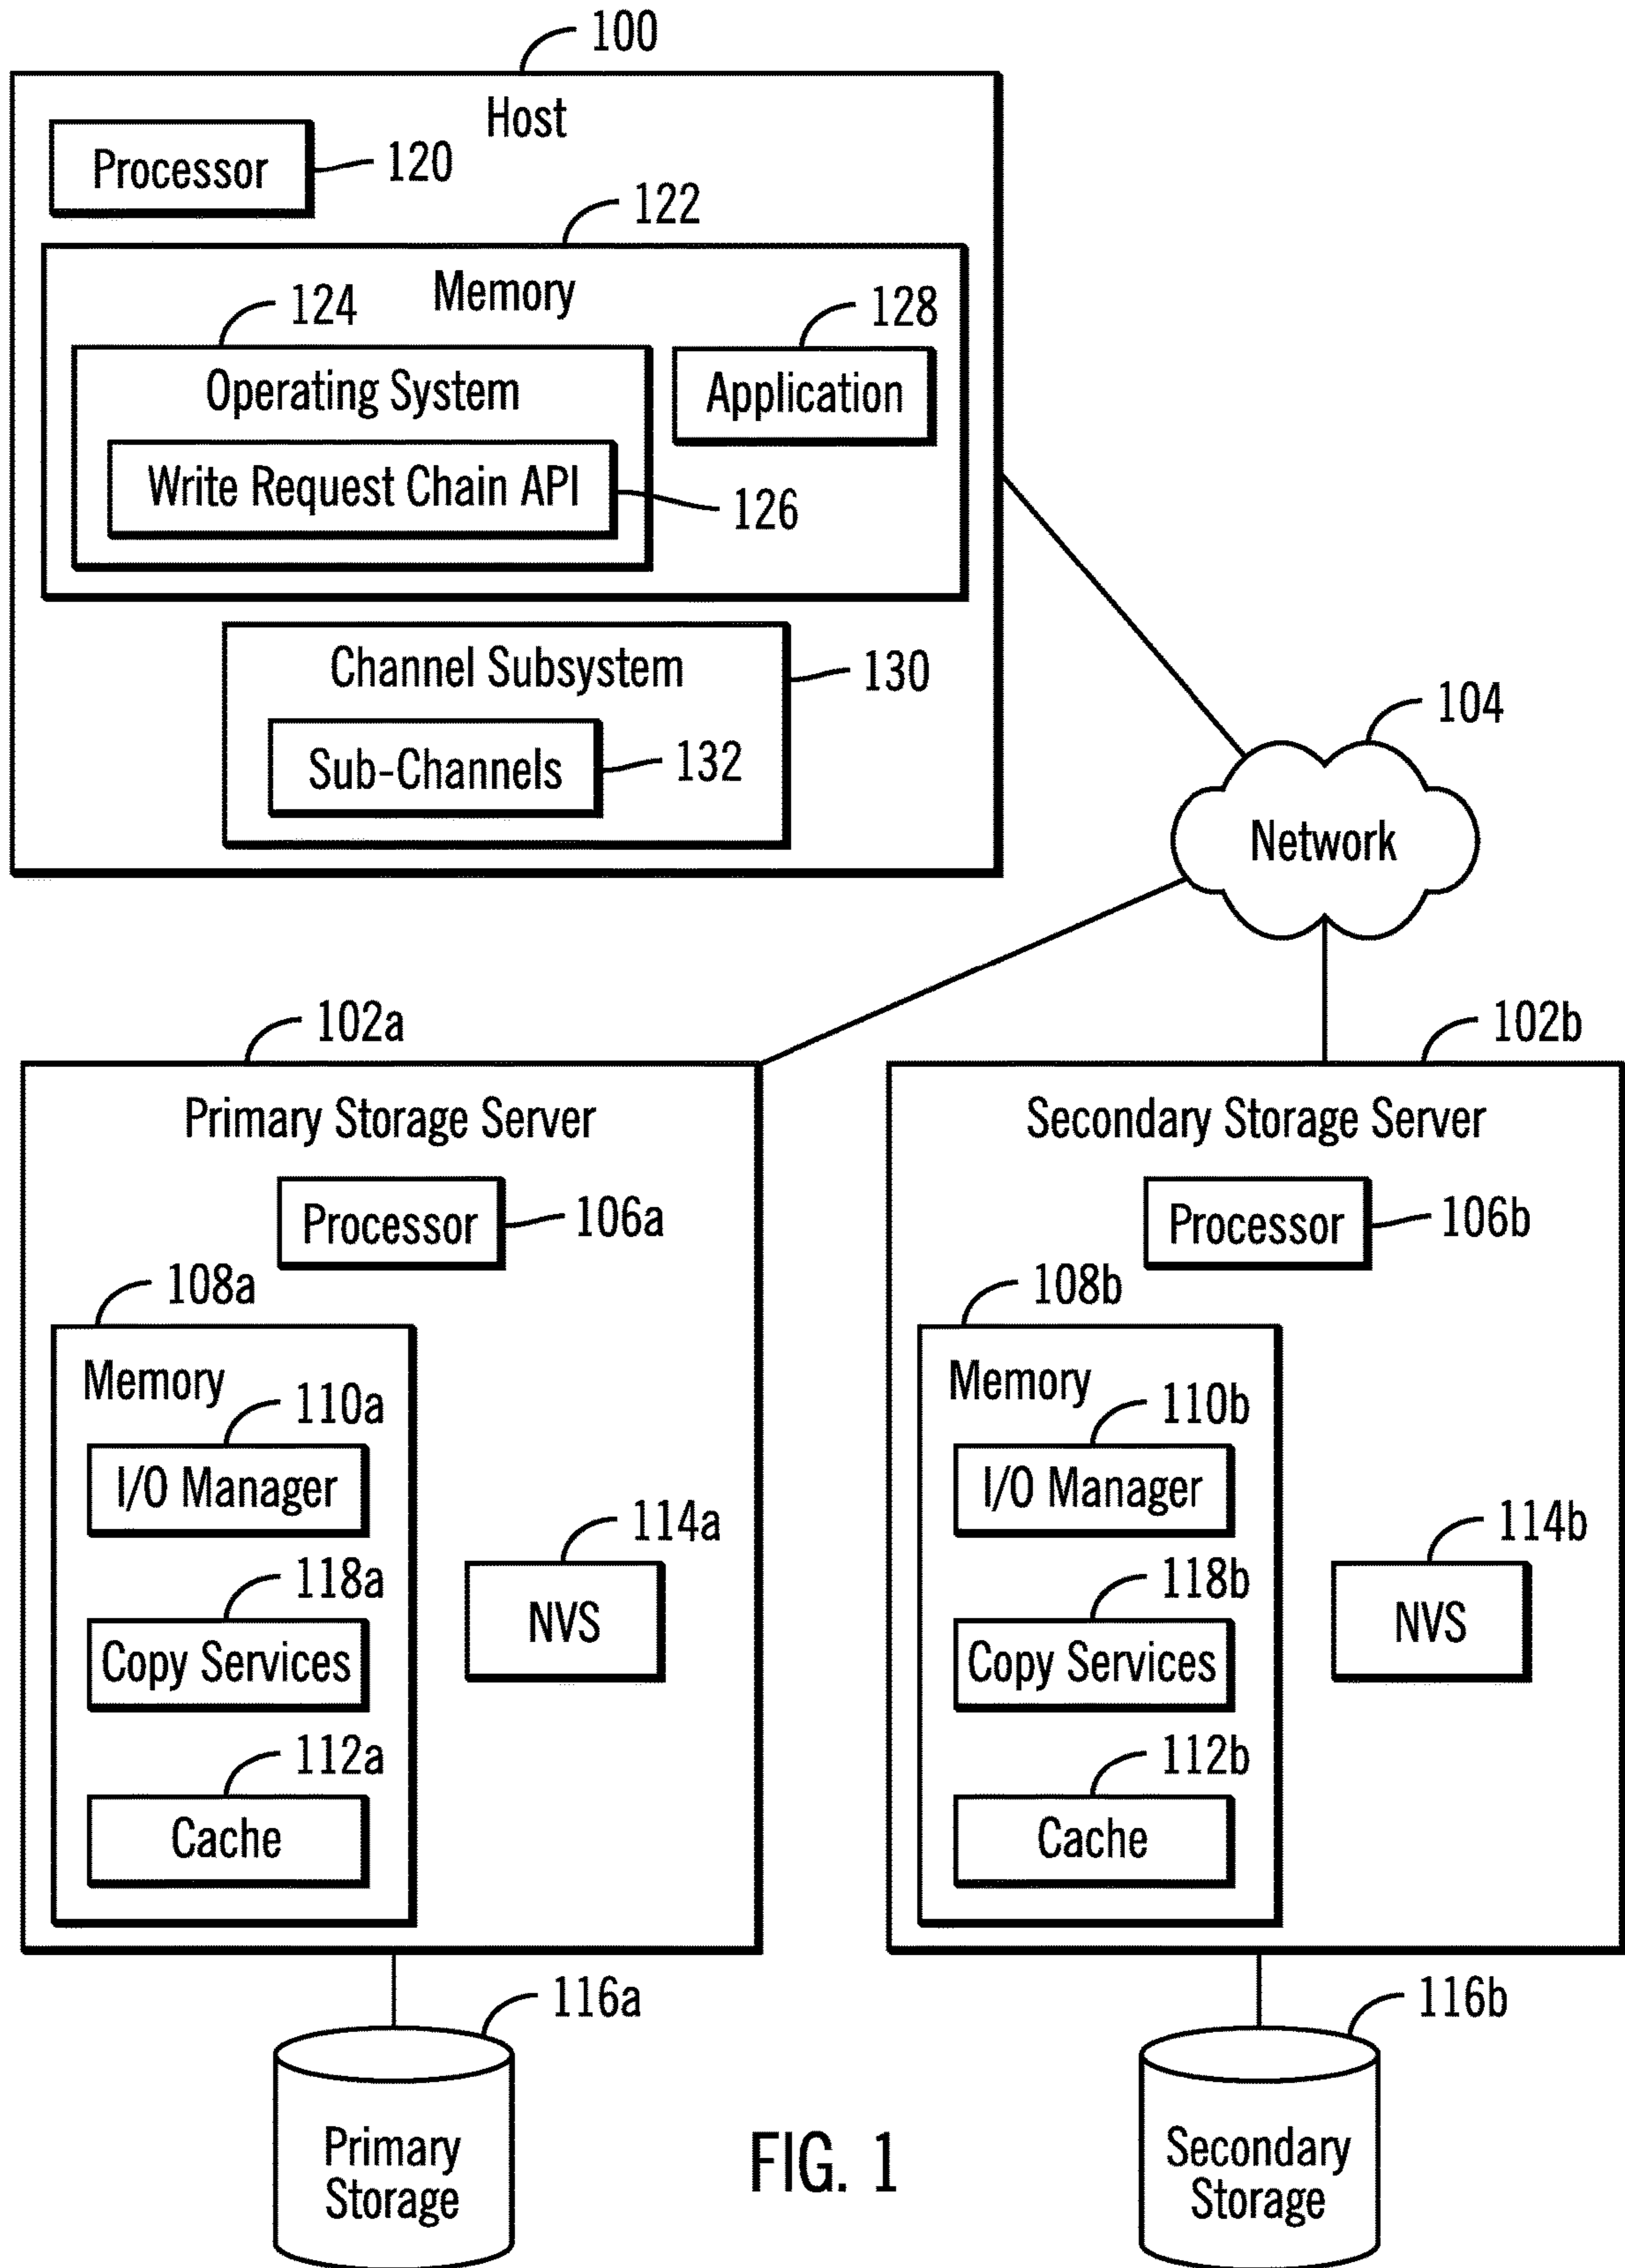 100
Host
Processor
120
122
Memory
124
128
Operating System
Application
Write Request Chain API
126
Channel Subsystem
130
Sub-Channels
132
104
Network
102a
Primary Storage Server
Processor
106a
108a
Memory
110a
I/O Manager
114a
118a
NVS
Copy Services
112a
Cache
116a
Primary
Storage
102b
Secondary Storage Server
Processor
106b
108b
Memory
110b
I/O Manager
114b
118b
NVS
Copy Services
112b
Cache
116b
Secondary
Storage
FIG. 1